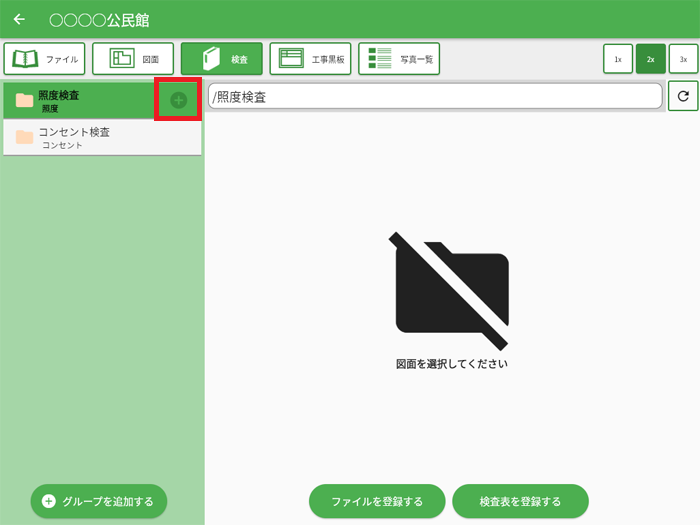 ○○○○公民館
ファイル
図面
検査
工事黒板
写真一覧
1x
2x
3x
照度検査
照度
コンセント検査
コンセント
/照度検査
図面を選択してください
グループを追加する
ファイルを登録する
検査表を登録する